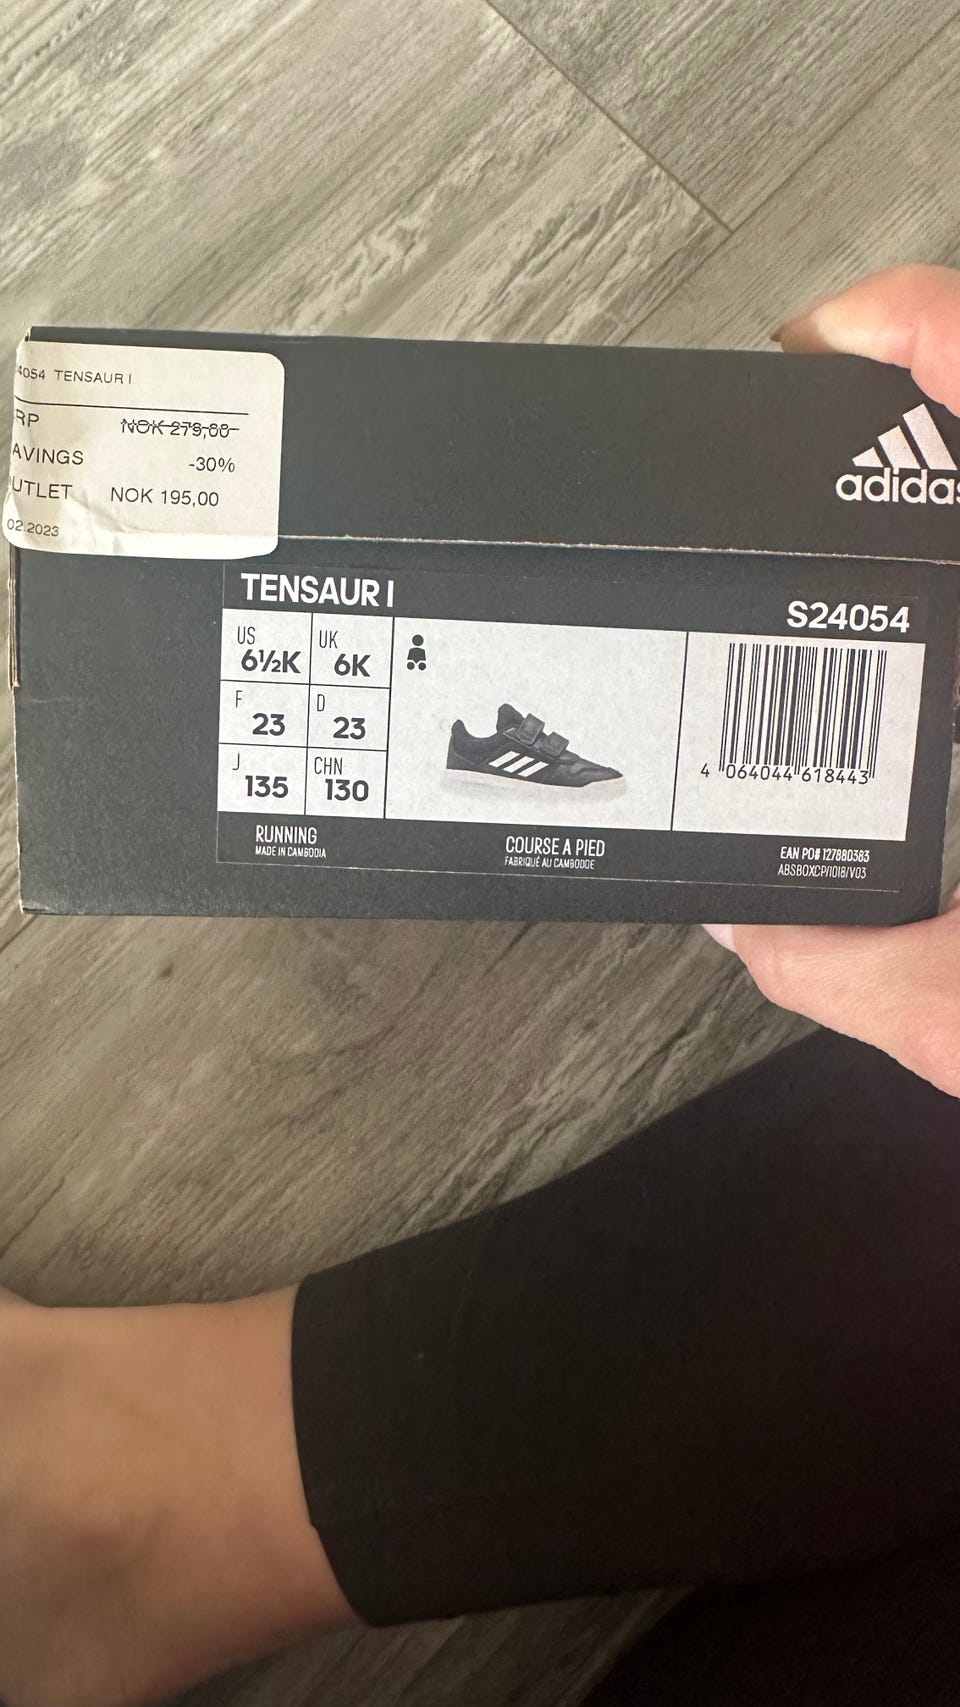 4054 TENSAUR I
RP NOK 279,00
AVINGS -30%
UTLET NOK 195,00
02.2023
adidas
TENSAUR I
S24054
US 6½K UK 6K
F 23 D 23
J 135 CHN 130
4 064044 618443
RUNNING
MADE IN CAMBODIA
COURSE A PIED
FABRIQUÉ AU CAMBODGE
EAN PO# 127880383
ABSBOXCP/1018/V03